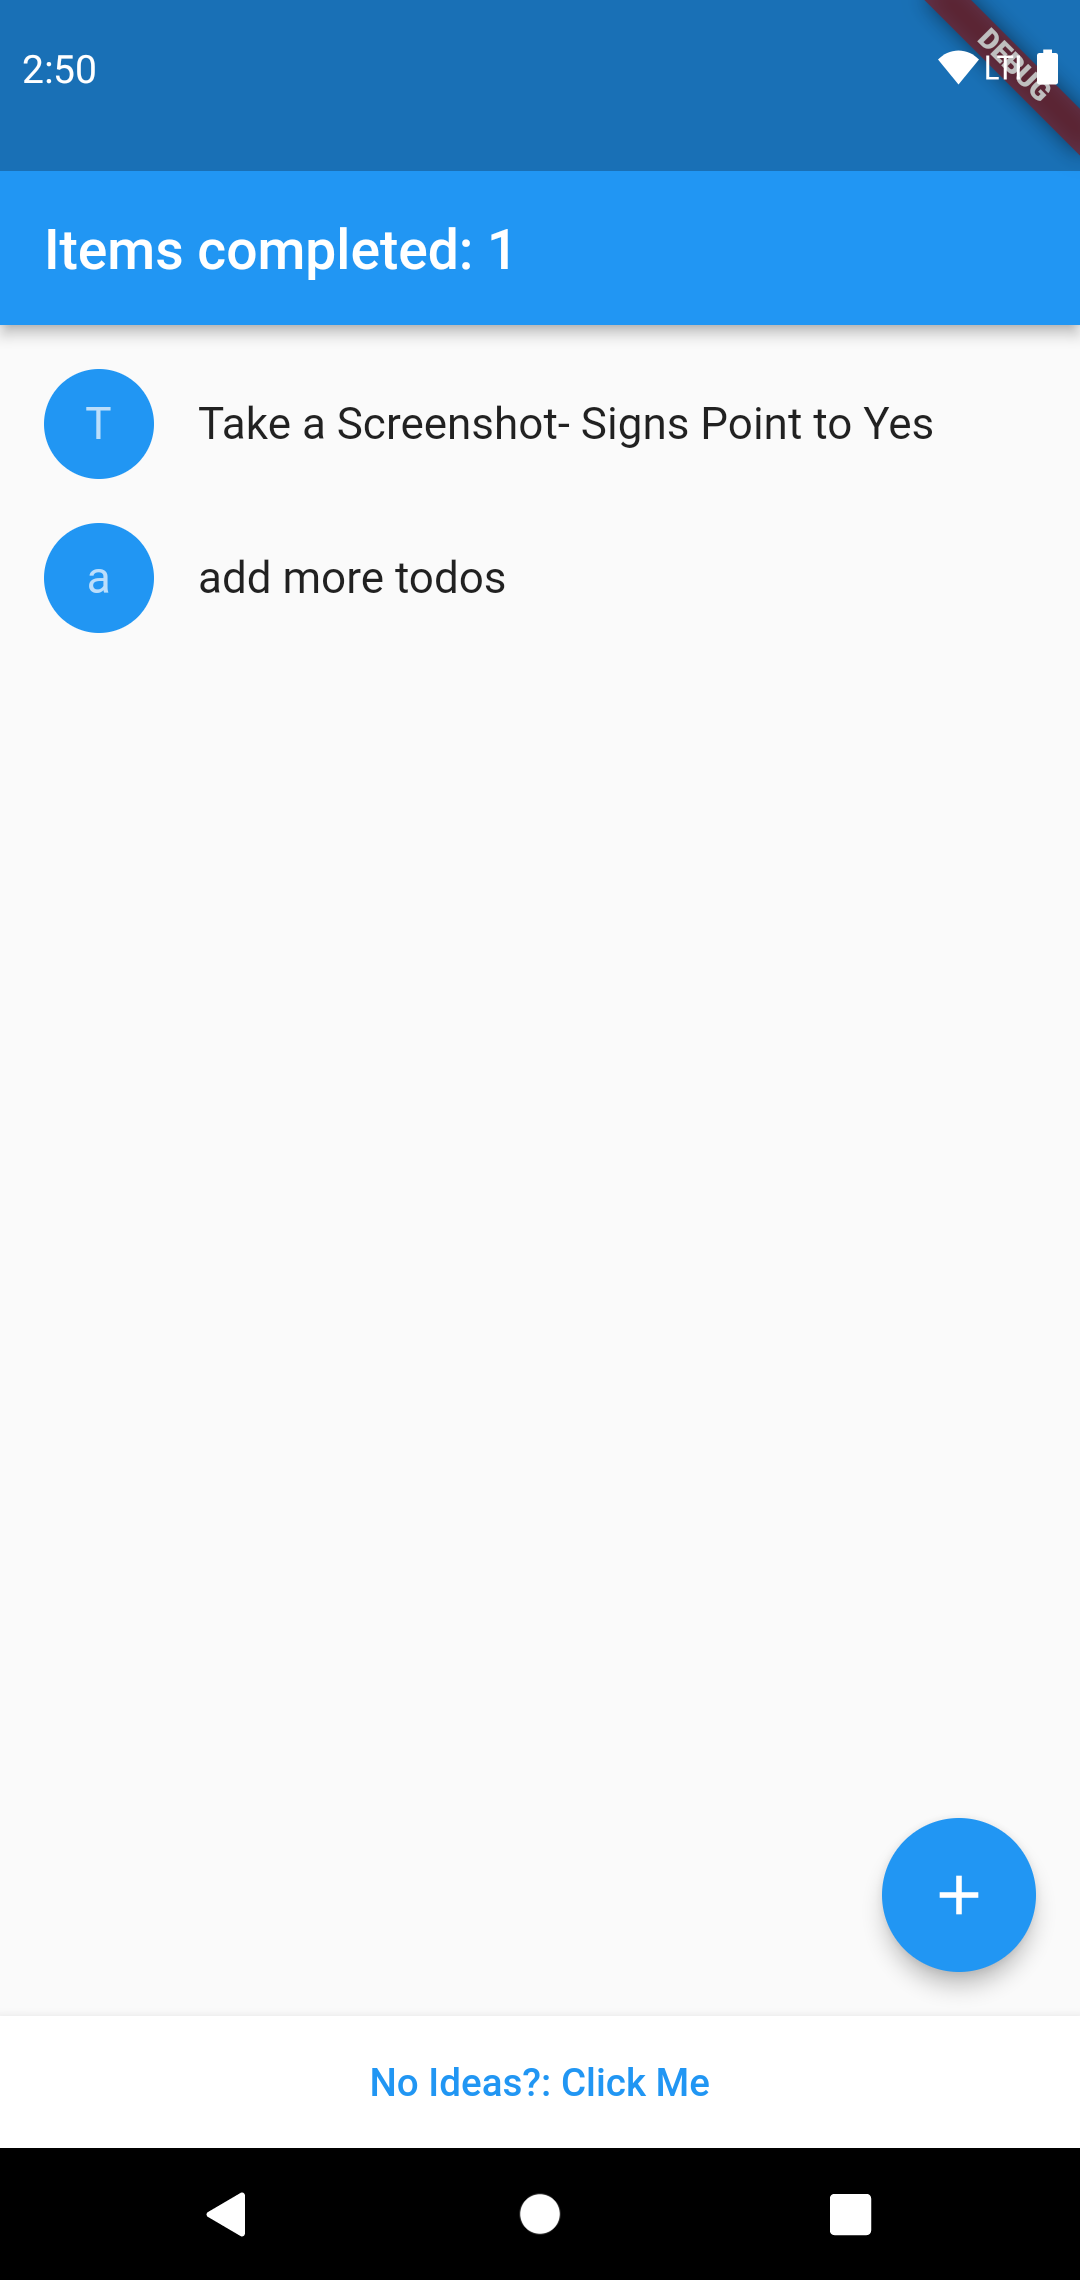 2:50
DEBUG
Items completed: 1
T
Take a Screenshot- Signs Point to Yes
a
add more todos
No Ideas?: Click Me